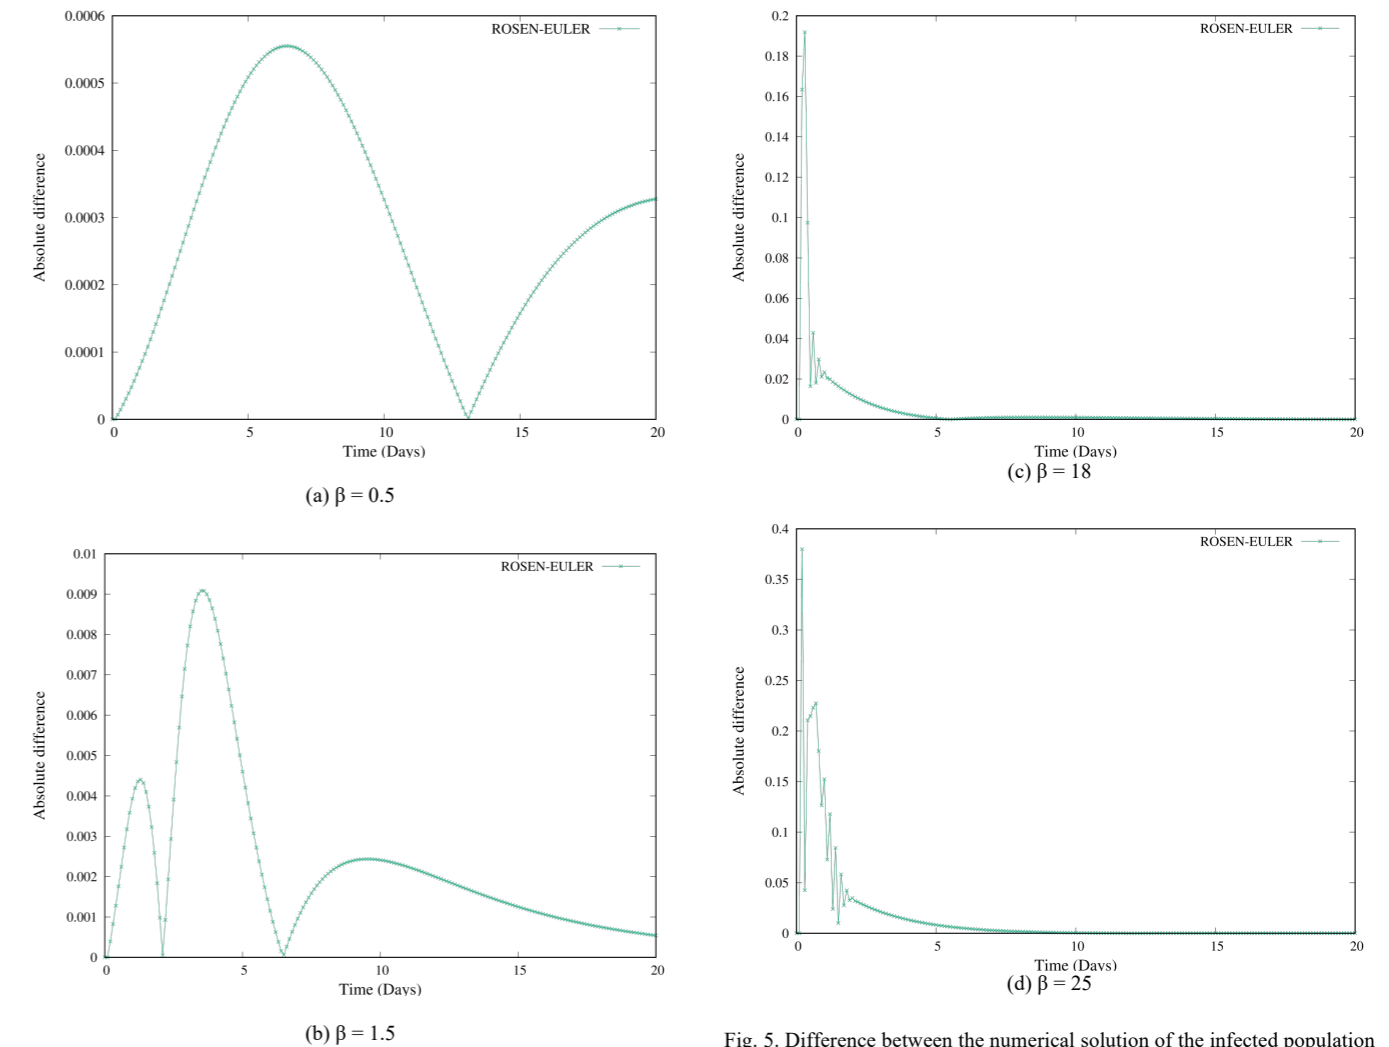 0.0006
0.0005
0.0004
0.0003
0.0002
0.0001
0
Absolute difference
ROSEN-EULER
0 5 10 15 20
Time (Days)
(a) β = 0.5
0.01
0.009
0.008
0.007
0.006
0.005
0.004
0.003
0.002
0.001
0
Absolute difference
ROSEN-EULER
0 5 10 15 20
Time (Days)
(b) β = 1.5
0.2
0.18
0.16
0.14
0.12
0.1
0.08
0.06
0.04
0.02
0
Absolute difference
ROSEN-EULER
0 5 10 15 20
Time (Days)
(c) β = 18
0.4
0.35
0.3
0.25
0.2
0.15
0.1
0.05
0
Absolute difference
ROSEN-EULER
0 5 10 15 20
Time (Days)
(d) β = 25
Fig. 5. Difference between the numerical solution of the infected population